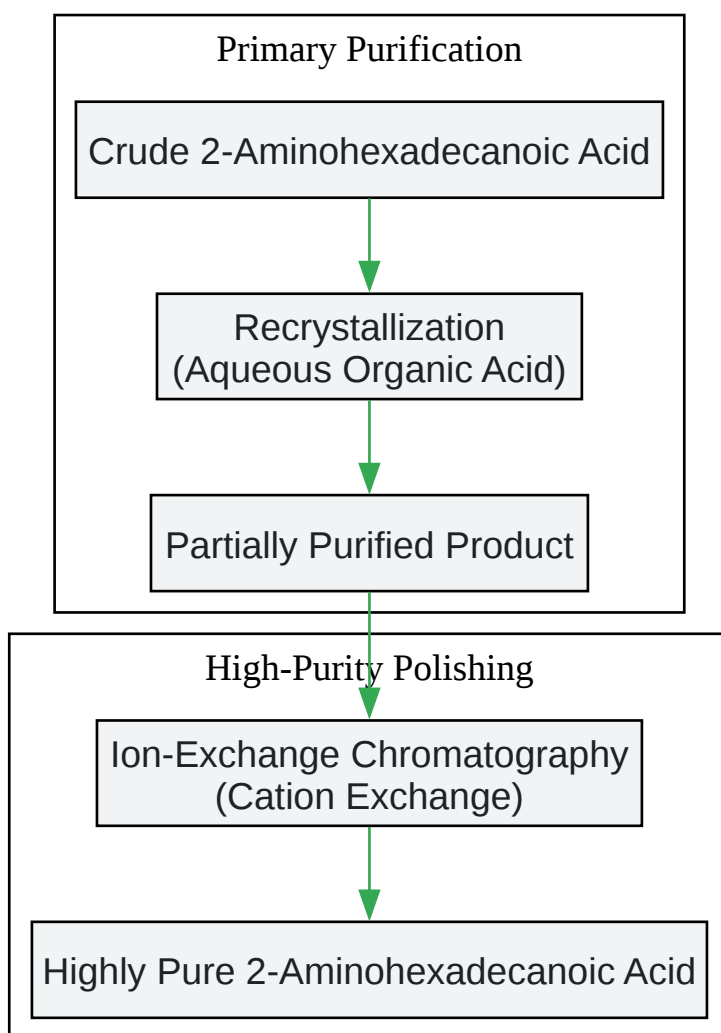 Primary Purification
Crude 2-Aminohexadecanoic Acid
Recrystallization
(Aqueous Organic Acid)
Partially Purified Product
High-Purity Polishing
Ion-Exchange Chromatography
(Cation Exchange)
Highly Pure 2-Aminohexadecanoic Acid